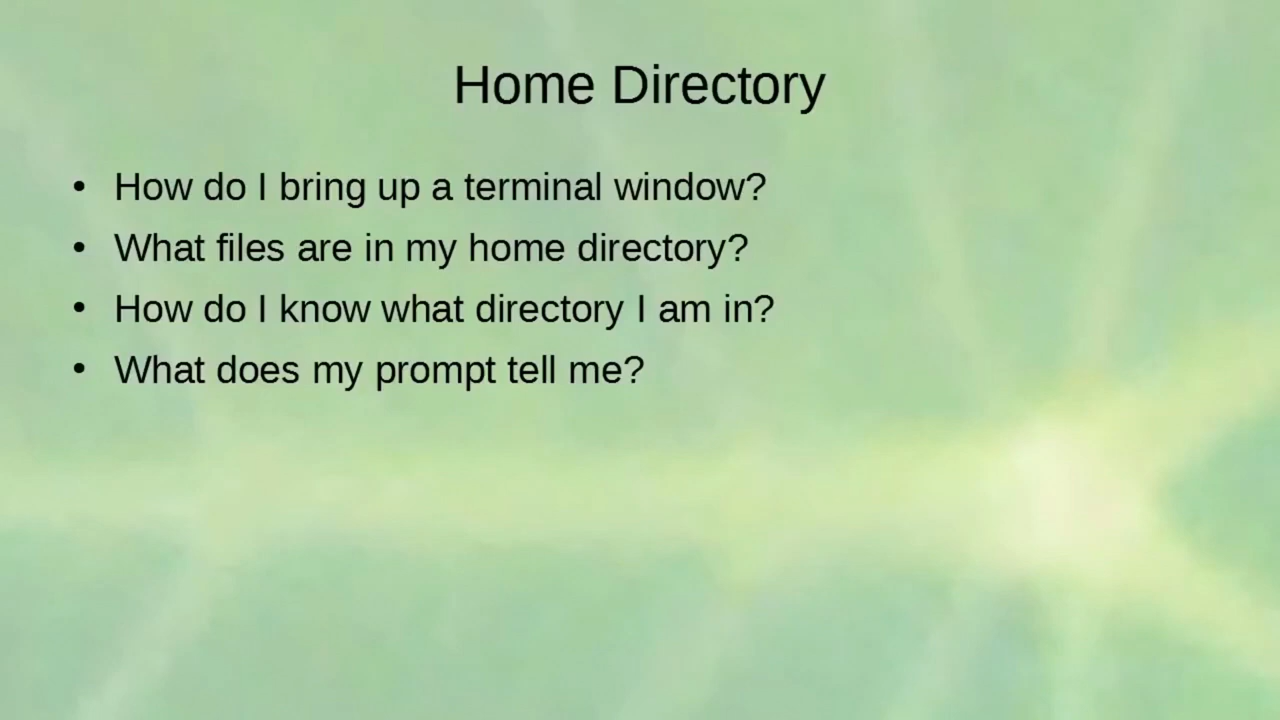 Home Directory
• How do I bring up a terminal window?
• What files are in my home directory?
• How do I know what directory I am in?
• What does my prompt tell me?